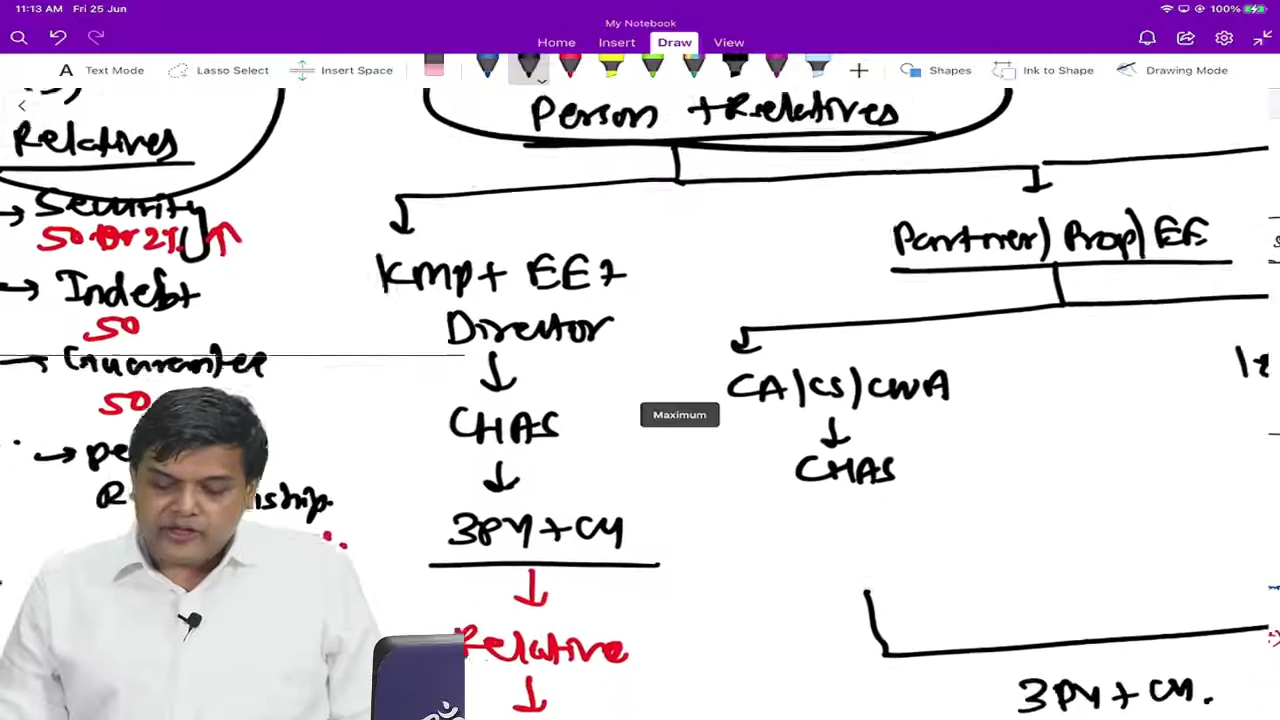 11:13 AM Fri 25 Jun
100%
My Notebook
Home Insert Draw View
A Text Mode Lasso Select Insert Space Shapes Ink to Shape Drawing Mode
Relatives
Security
50 or 2%
Indebt
50
Guarantee
50
Person + Relatives
Kmp + EE +
Director
CHAS
3PY + CY
Relative
Partner | Prop | EE
CA | CS | CWA
CHAS
3PY + CY.
Maximum